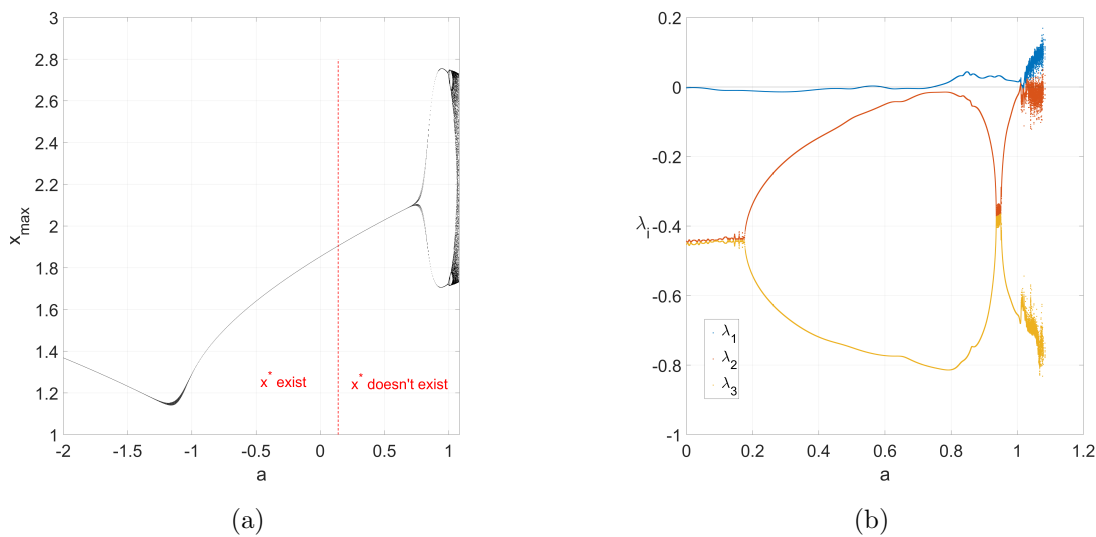 3
2.8
2.6
2.4
2.2
2
1.8
1.6
1.4
1.2
1
x_max
x* exist
x* doesn't exist
-2 -1.5 -1 -0.5 0 0.5 1
a
(a)
0.2
0
-0.2
-0.4
-0.6
-0.8
-1
λ_i
λ_1
λ_2
λ_3
0 0.2 0.4 0.6 0.8 1 1.2
a
(b)